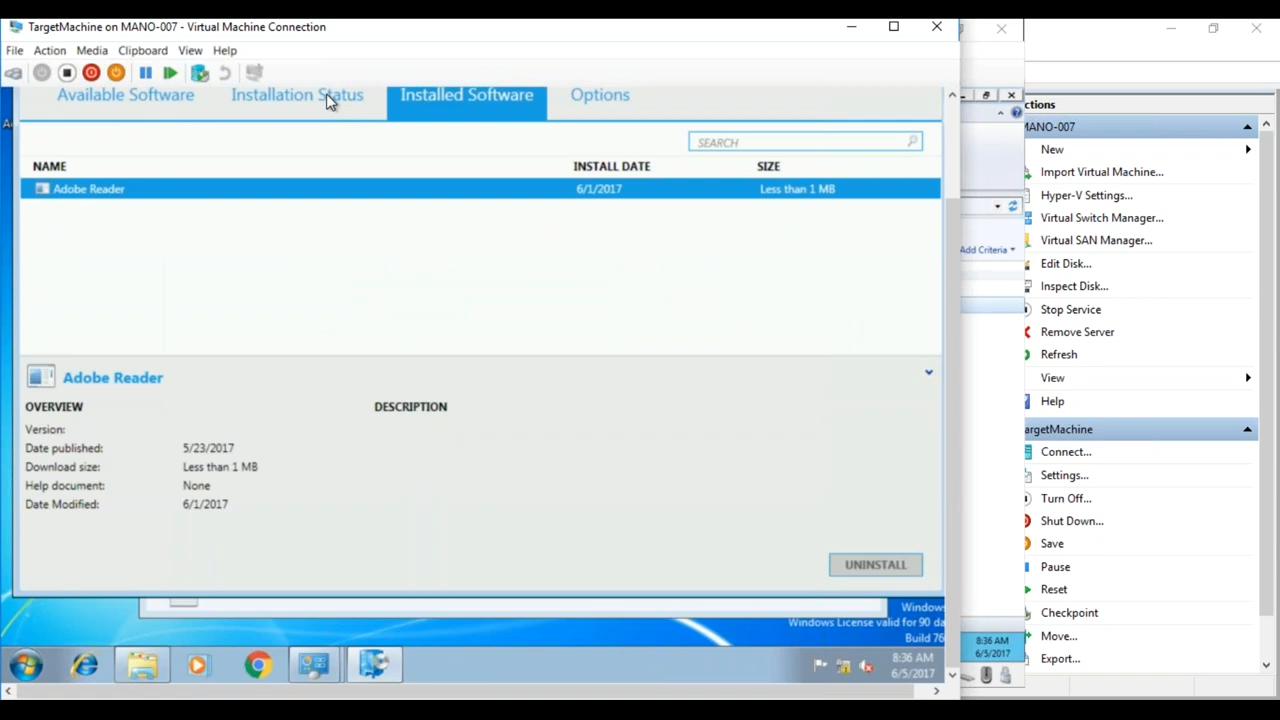 TargetMachine on MANO-007 - Virtual Machine Connection
File Action Media Clipboard View Help
Available Software Installation Status Installed Software Options
SEARCH
NAME INSTALL DATE SIZE
Adobe Reader 6/1/2017 Less than 1 MB
Adobe Reader
OVERVIEW DESCRIPTION
Version:
Date published: 5/23/2017
Download size: Less than 1 MB
Help document: None
Date Modified: 6/1/2017
UNINSTALL
Windows
Windows License valid for 90 da
Build 76
8:36 AM
6/5/2017
Add Criteria
8:36 AM
6/5/2017
ctions
MANO-007
New
Import Virtual Machine...
Hyper-V Settings...
Virtual Switch Manager...
Virtual SAN Manager...
Edit Disk...
Inspect Disk...
Stop Service
Remove Server
Refresh
View
Help
argetMachine
Connect...
Settings...
Turn Off...
Shut Down...
Save
Pause
Reset
Checkpoint
Move...
Export...